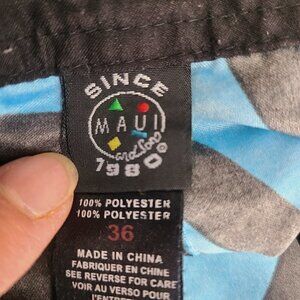 SINCE
MAUI
and Sons
1980
100% POLYESTER
100% POLYESTER
36
MADE IN CHINA
FABRIQUER EN CHINE
SEE REVERSE FOR CARE
VOIR AU VERSO POUR